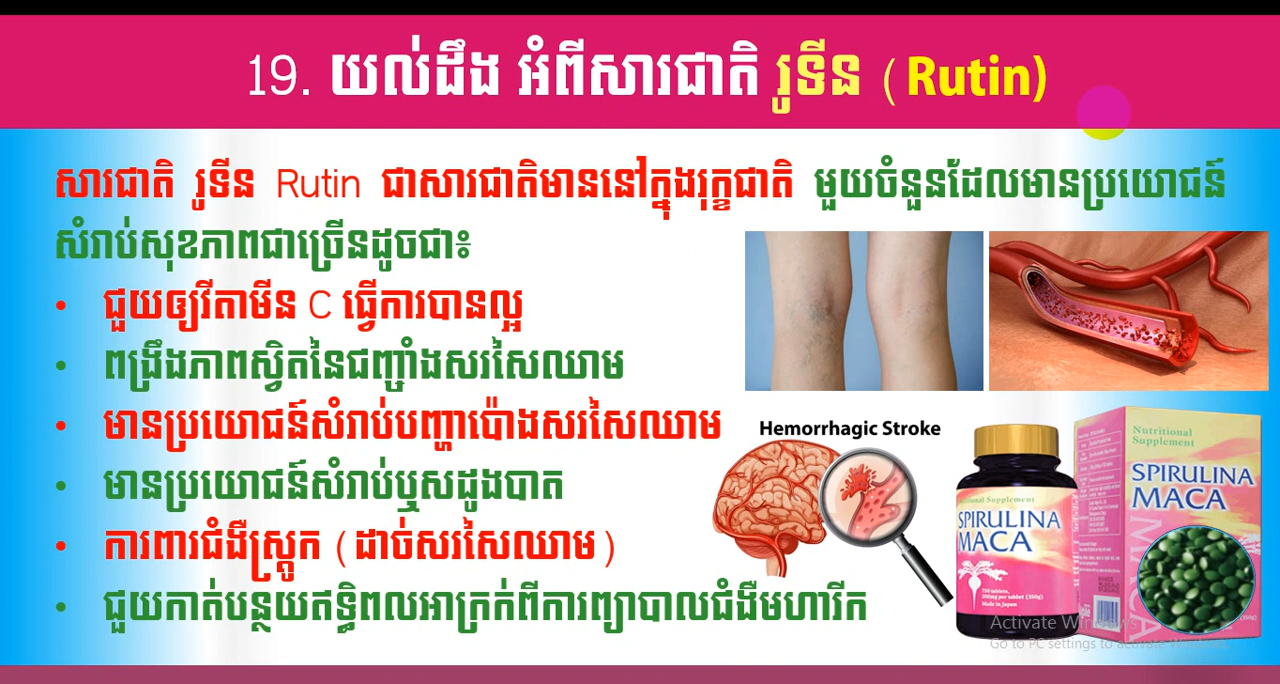 19. យល់ដឹង អំពីសារជាតិ រូទីន (Rutin)
សារជាតិ រូទីន Rutin ជាសារជាតិមាននៅក្នុងរុក្ខជាតិ មួយចំនួនដែលមានប្រយោជន៍
សំរាប់សុខភាពជាច្រើនដូចជា៖
• ជួយឲ្យវីតាមីន C ធ្វើការបានល្អ
• ពង្រឹងភាពស្វិតនៃជញ្ជាំងសរសៃឈាម
• មានប្រយោជន៍សំរាប់បញ្ហាប៉ោងសរសៃឈាម
• មានប្រយោជន៍សំរាប់ឬសដូងបាត
• ការពារជំងឺស្ត្រូក (ដាច់សរសៃឈាម)
• ជួយកាត់បន្ថយឥទ្ធិពលអាក្រក់ពីការព្យាបាលជំងឺមហារីក
Hemorrhagic Stroke
Nutritional Supplement
SPIRULINA
MACA
750 tablets,
200mg per tablet (150g)
Made in Japan
Nutritional
Supplement
SPIRULINA
MACA
MACA
Activate Windows
Go to PC settings to activate Windows.